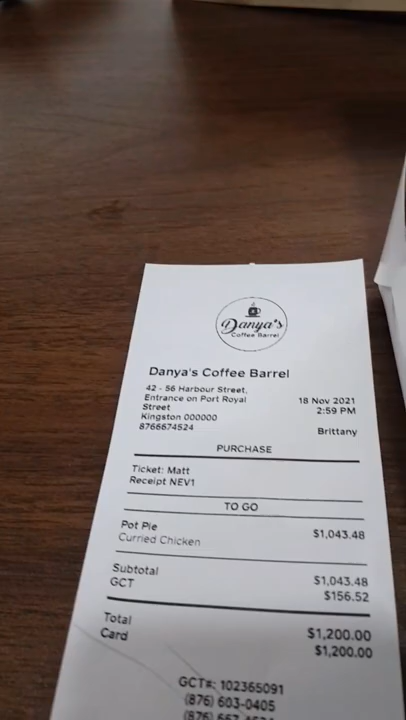 Danya's
Coffee Barrel
Danya's Coffee Barrel
42 - 56 Harbour Street,
Entrance on Port Royal
Street
Kingston 000000
8766674524
18 Nov 2021
2:59 PM
Brittany
PURCHASE
Ticket: Matt
Receipt NEV1
TO GO
Pot Pie $1,043.48
Curried Chicken
Subtotal $1,043.48
GCT $156.52
Total $1,200.00
Card $1,200.00
GCT#: 102365091
(876) 603-0405
(876) 667-4524